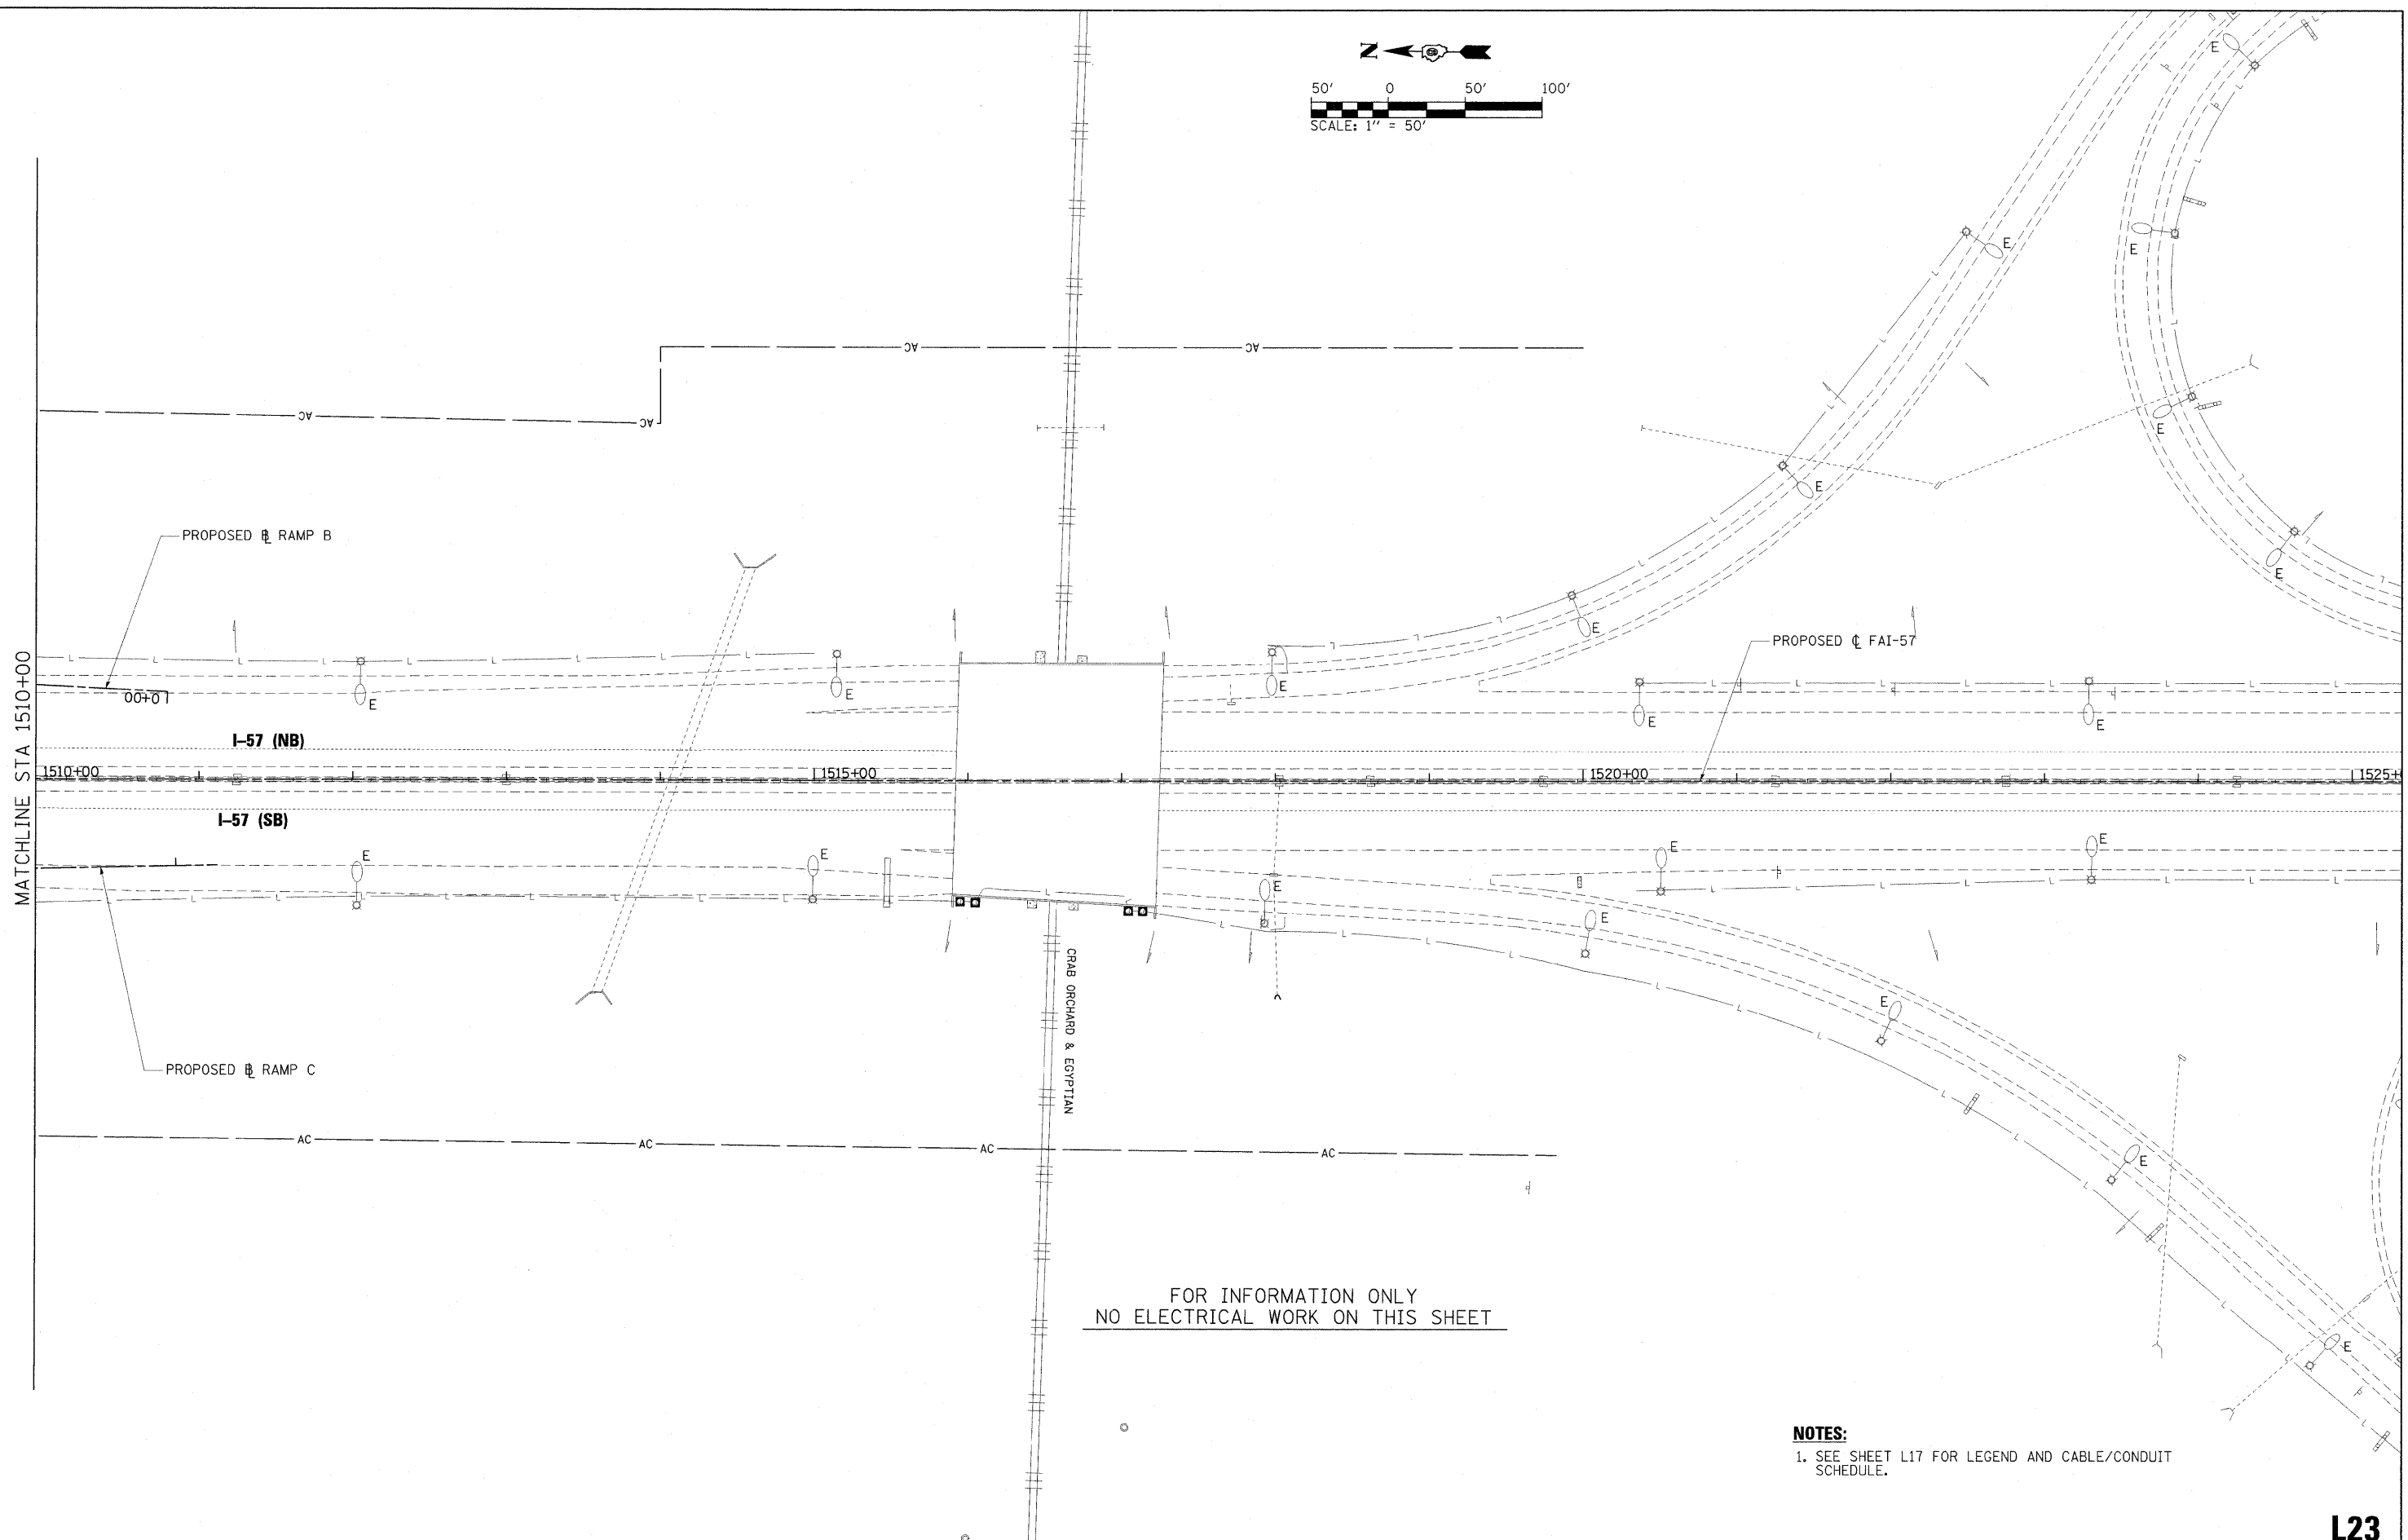 N
50' 0 50' 100'
SCALE: 1" = 50'
E
E
E
E
AC
AC
AC
AC
E
E
PROPOSED ⅊ RAMP B
E
E
PROPOSED ℄ FAI-57
MATCHLINE STA 1510+00
0+00
E
E
E
E
E
I-57 (NB)
1510+00
1515+00
1520+00
1525+
I-57 (SB)
E
E
E
E
E
E
E
CRAB ORCHARD & EGYPTIAN
PROPOSED ⅊ RAMP C
AC
AC
AC
AC
E
E
FOR INFORMATION ONLY
NO ELECTRICAL WORK ON THIS SHEET
NOTES:
1. SEE SHEET L17 FOR LEGEND AND CABLE/CONDUIT
SCHEDULE.
L23